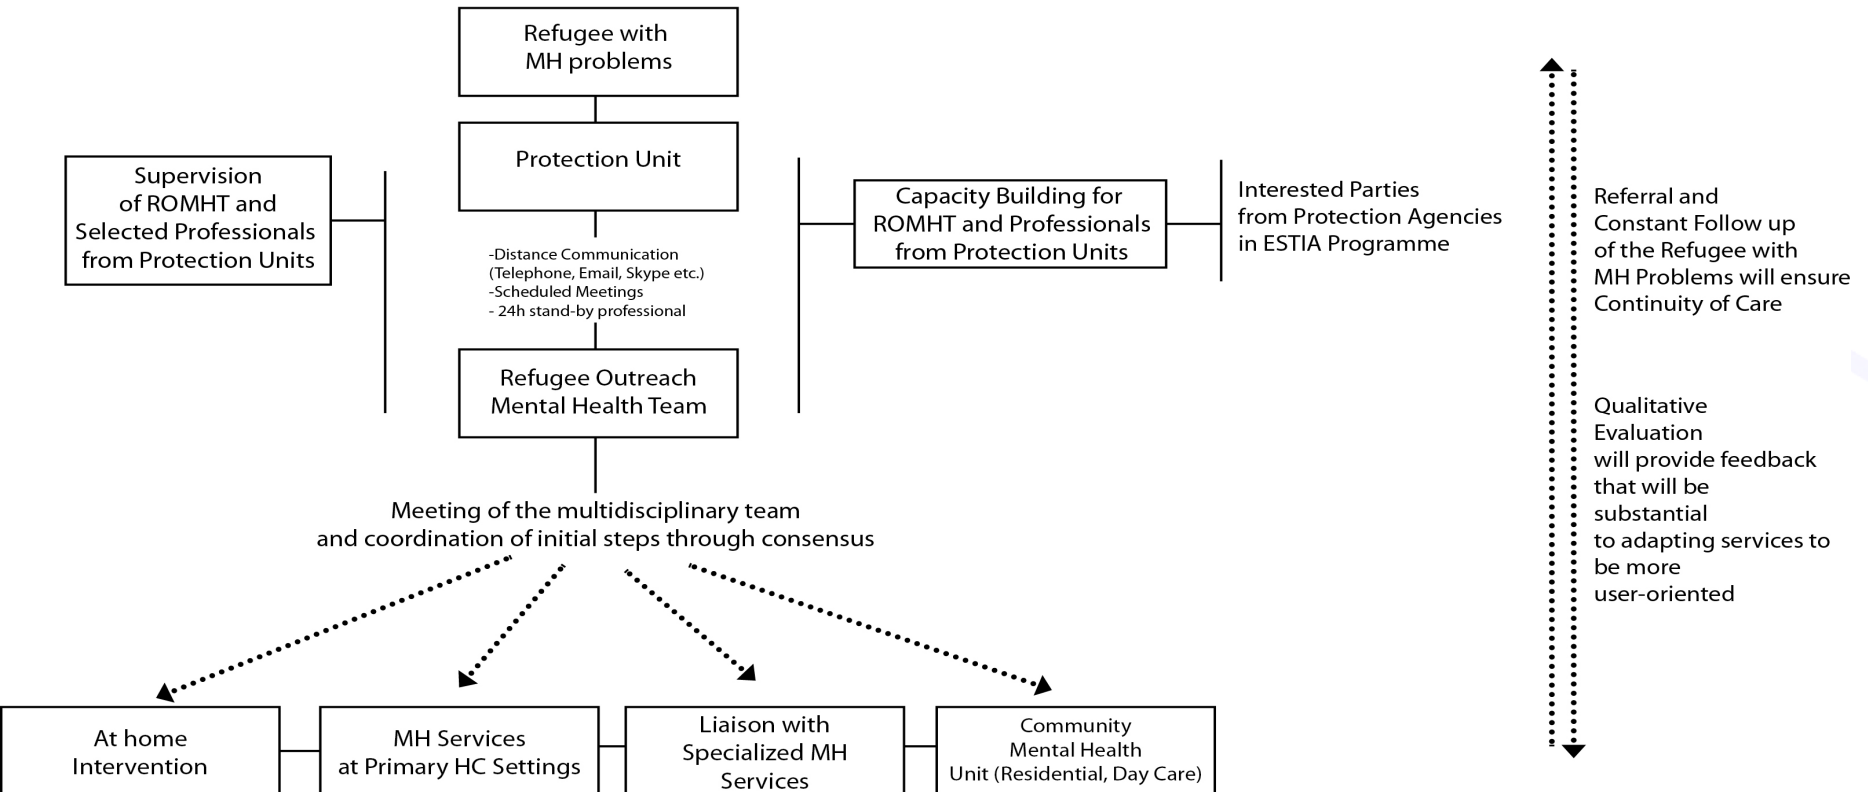 Refugee with
MH problems
Protection Unit
Supervision
of ROMHT and
Selected Professionals
from Protection Units
-Distance Communication
(Telephone, Email, Skype etc.)
-Scheduled Meetings
- 24h stand-by professional
Capacity Building for
ROMHT and Professionals
from Protection Units
Interested Parties
from Protection Agencies
in ESTIA Programme
Refugee Outreach
Mental Health Team
Meeting of the multidisciplinary team
and coordination of initial steps through consensus
At home
Intervention
MH Services
at Primary HC Settings
Liaison with
Specialized MH
Services
Community
Mental Health
Unit (Residential, Day Care)
Referral and
Constant Follow up
of the Refugee with
MH Problems will ensure
Continuity of Care
Qualitative
Evaluation
will provide feedback
that will be
substantial
to adapting services to
be more
user-oriented